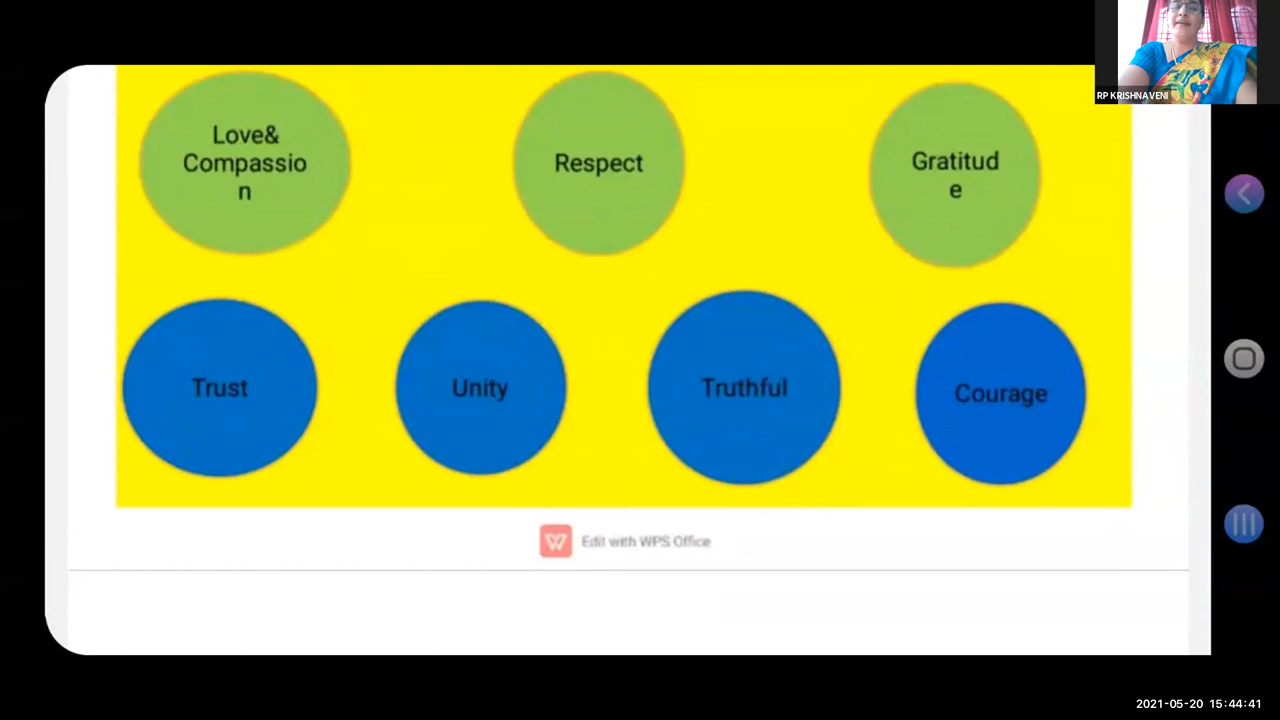 RP KRISHNAVENI
Love&
Compassio
n
Respect
Gratitud
e
Trust
Unity
Truthful
Courage
Edit with WPS Office
2021-05-20 15:44:41